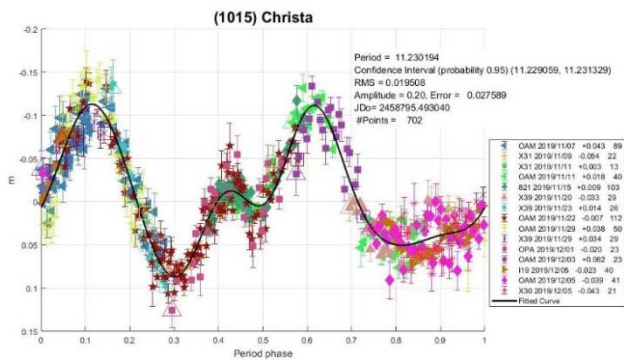 (1015) Christa
Period = 11.230194
Confidence Interval (probability 0.95) (11.229059, 11.231329)
RMS = 0.019508
Amplitude = 0.20, Error = 0.027589
JDo= 2458795.493040
#Points = 702
-0.2
-0.15
-0.1
-0.05
0
0.05
0.1
0.15
m
0 0.1 0.2 0.3 0.4 0.5 0.6 0.7 0.8 0.9 1
Period phase
OAM 2019/11/07 +0.043 89
X31 2019/11/09 -0.054 22
X31 2019/11/11 +0.003 13
OAM 2019/11/11 +0.018 40
821 2019/11/15 +0.009 103
X39 2019/11/20 -0.033 29
X39 2019/11/23 +0.014 26
OAM 2019/11/22 -0.007 112
OAM 2019/11/29 +0.038 50
X39 2019/11/29 +0.034 29
OPA 2019/12/01 -0.020 23
OAM 2019/12/03 +0.062 23
I19 2019/12/05 -0.023 40
OAM 2019/12/05 -0.039 41
X30 2019/12/05 -0.043 21
Fitted Curve